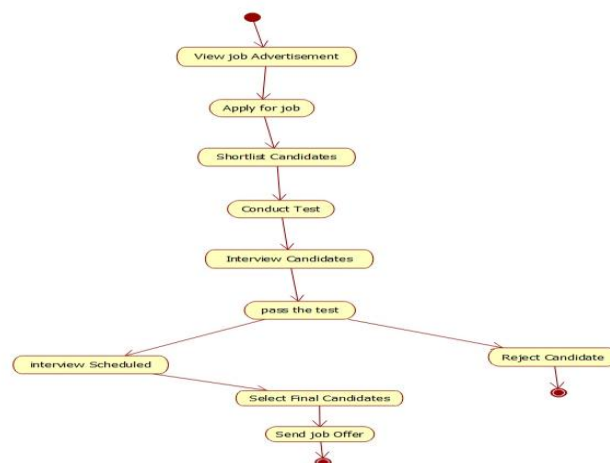 View Job Advertisement
Apply for job
Shortlist Candidates
Conduct Test
Interview Candidates
pass the test
interview Scheduled
Reject Candidate
Select Final Candidates
Send Job Offer